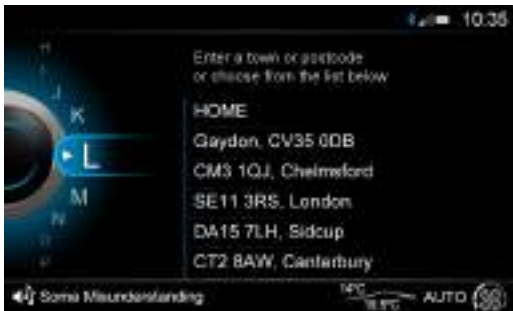 10:35
Enter a town or postcode
or choose from the list below
H
I
J
K
L
M
N
HOME
Gaydon, CV35 0DB
CM3 1QJ, Chelmsford
SE11 3RS, London
DA15 7LH, Sidcup
CT2 8AW, Canterbury
Some Misunderstanding
AUTO